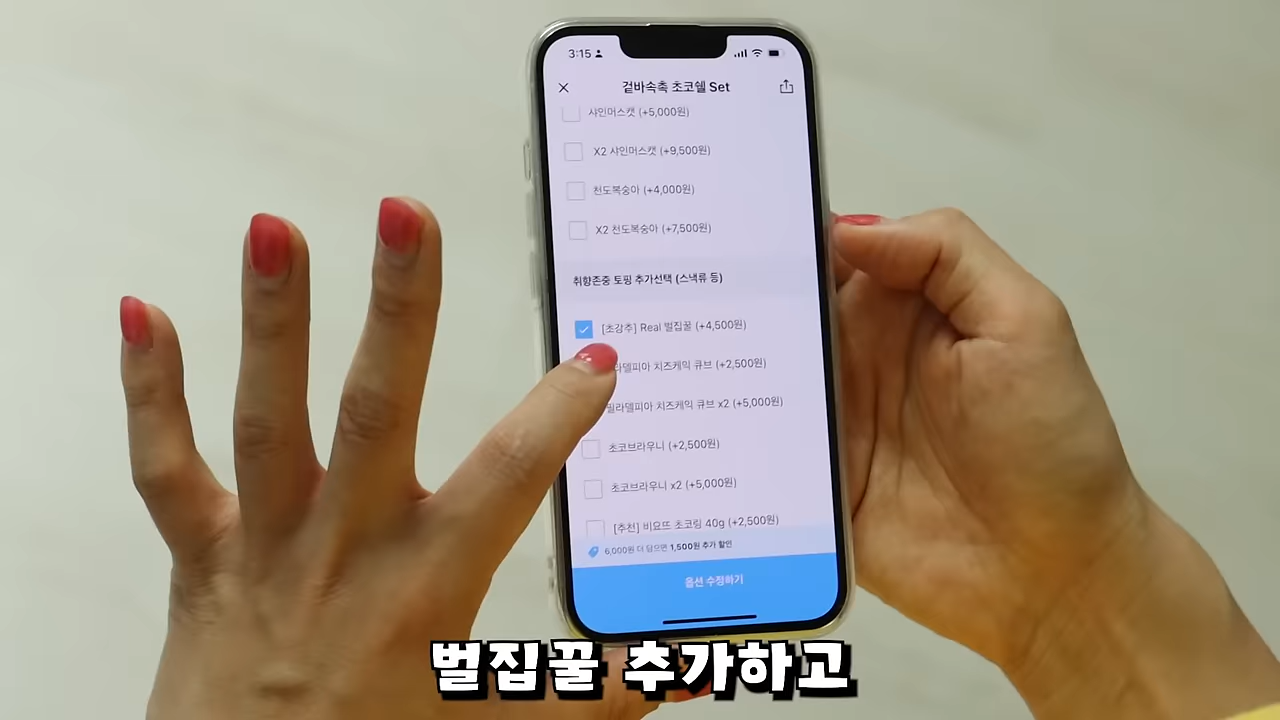 3:15
겉바속촉 초코쉘 Set
샤인머스캣 (+5,000원)
X2 샤인머스캣 (+9,500원)
천도복숭아 (+4,000원)
X2 천도복숭아 (+7,500원)
취향존중 토핑 추가선택 (스낵류 등)
[초강추] Real 벌집꿀 (+4,500원)
라델피아 치즈케익 큐브 (+2,500원)
필라델피아 치즈케익 큐브 x2 (+5,000원)
초코브라우니 (+2,500원)
초코브라우니 x2 (+5,000원)
[추천] 비요뜨 초코링 40g (+2,500원)
6,000원 더 담으면 1,500원 추가 할인
옵션 수정하기
벌집꿀 추가하고